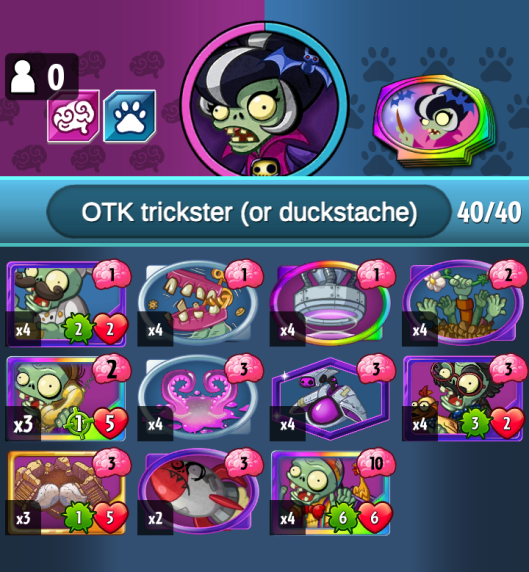 0
OTK trickster (or duckstache) 40/40
1 1 1 2
x4 2 2 x4 x4 x4
2 3 3 3
x3 1 5 x4 x4 x4 3 2
3 3 10
x3 1 5 x2 x4 6 6